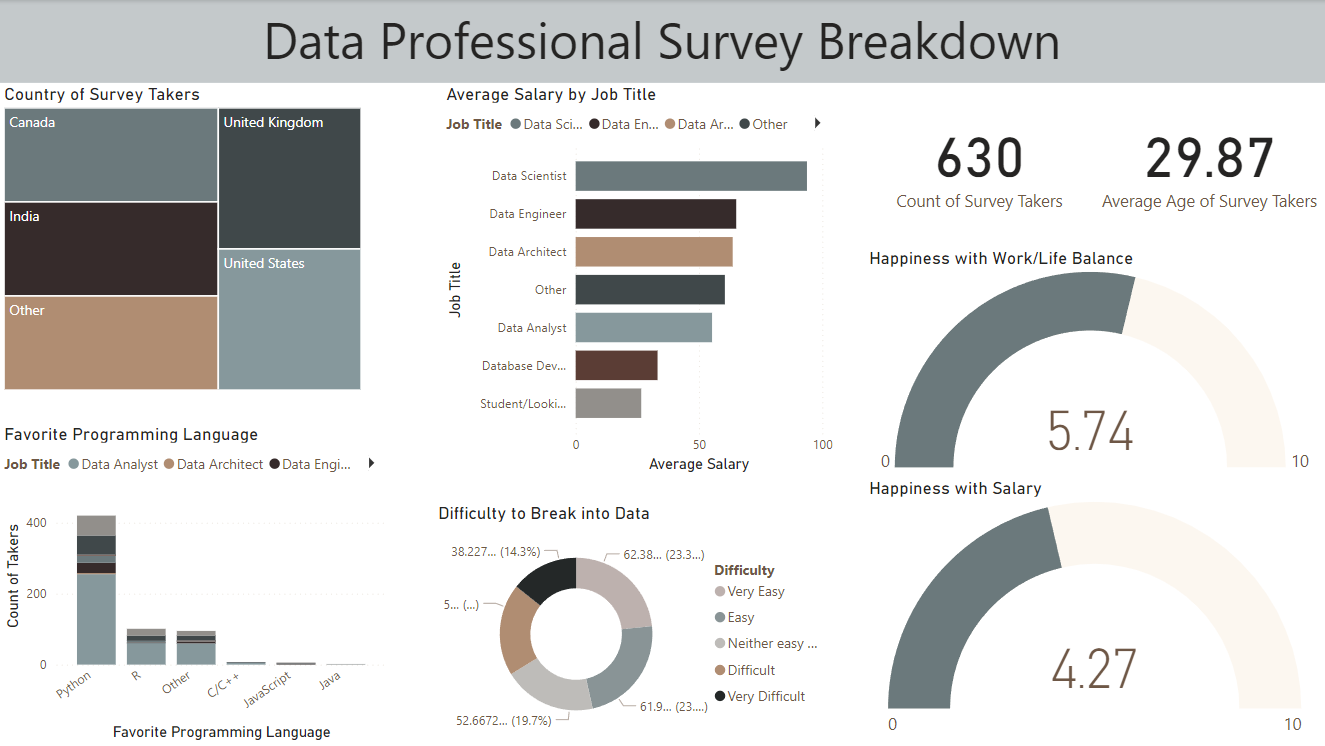 Data Professional Survey Breakdown
Country of Survey Takers
Canada
United Kingdom
India
United States
Other
Average Salary by Job Title
Job Title Data Sci... Data En... Data Ar... Other
Job Title
Data Scientist
Data Engineer
Data Architect
Other
Data Analyst
Database Dev...
Student/Looki...
0 50 100
Average Salary
630
Count of Survey Takers
29.87
Average Age of Survey Takers
Happiness with Work/Life Balance
5.74
0 10
Happiness with Salary
4.27
0 10
Favorite Programming Language
Job Title Data Analyst Data Architect Data Engi...
Count of Takers
400
200
0
Python R Other C/C++ JavaScript Java
Favorite Programming Language
Difficulty to Break into Data
38.227... (14.3%)
62.38... (23.3...)
5... (...)
61.9... (23....)
52.6672... (19.7%)
Difficulty
Very Easy
Easy
Neither easy ...
Difficult
Very Difficult